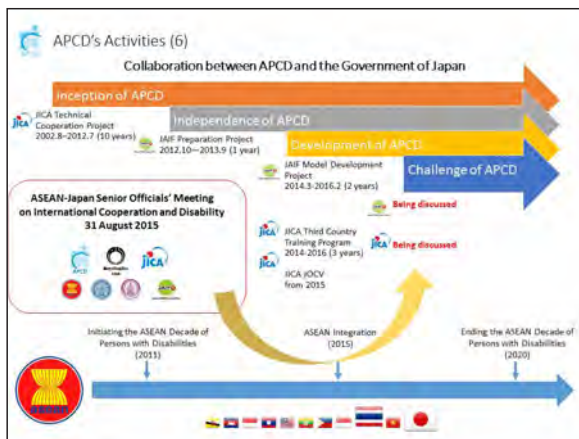 APCD's Activities (6)
Collaboration between APCD and the Government of Japan
Inception of APCD
JICA Technical
Cooperation Project
2002.8~2012.7 (10 years)
Independence of APCD
JAIF Preparation Project
2012.10—2013.9 (1 year)
Development of APCD
JAIF Model Development
Project
2014.3-2016.2 (2 years)
Challenge of APCD
Being discussed
ASEAN-Japan Senior Officials' Meeting
on International Cooperation and Disability
31 August 2015
APCD
JICA
JICA Third Country
Training Program
2014-2016 (3 years)
Being discussed
JICA JOCV
from 2015
Initiating the ASEAN Decade of
Persons with Disabilities
(2011)
ASEAN Integration
(2015)
Ending the ASEAN Decade of
Persons with Disabilities
(2020)
ASEAN